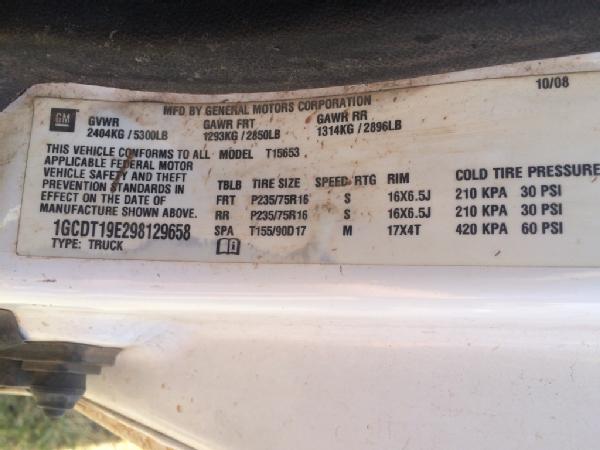 10/08
MFD BY GENERAL MOTORS CORPORATION
GM
GVWR GAWR FRT GAWR RR
2404KG / 5300LB 1293KG / 2850LB 1314KG / 2896LB
THIS VEHICLE CONFORMS TO ALL
APPLICABLE FEDERAL MOTOR
VEHICLE SAFETY AND THEFT
PREVENTION STANDARDS IN
EFFECT ON THE DATE OF
MANUFACTURE SHOWN ABOVE.
1GCDT19E298129658
TYPE: TRUCK
MODEL T15653
TBLB TIRE SIZE SPEED RTG RIM COLD TIRE PRESSURE
FRT P235/75R16 S 16X6.5J 210 KPA 30 PSI
RR P235/75R16 S 16X6.5J 210 KPA 30 PSI
SPA T155/90D17 M 17X4T 420 KPA 60 PSI